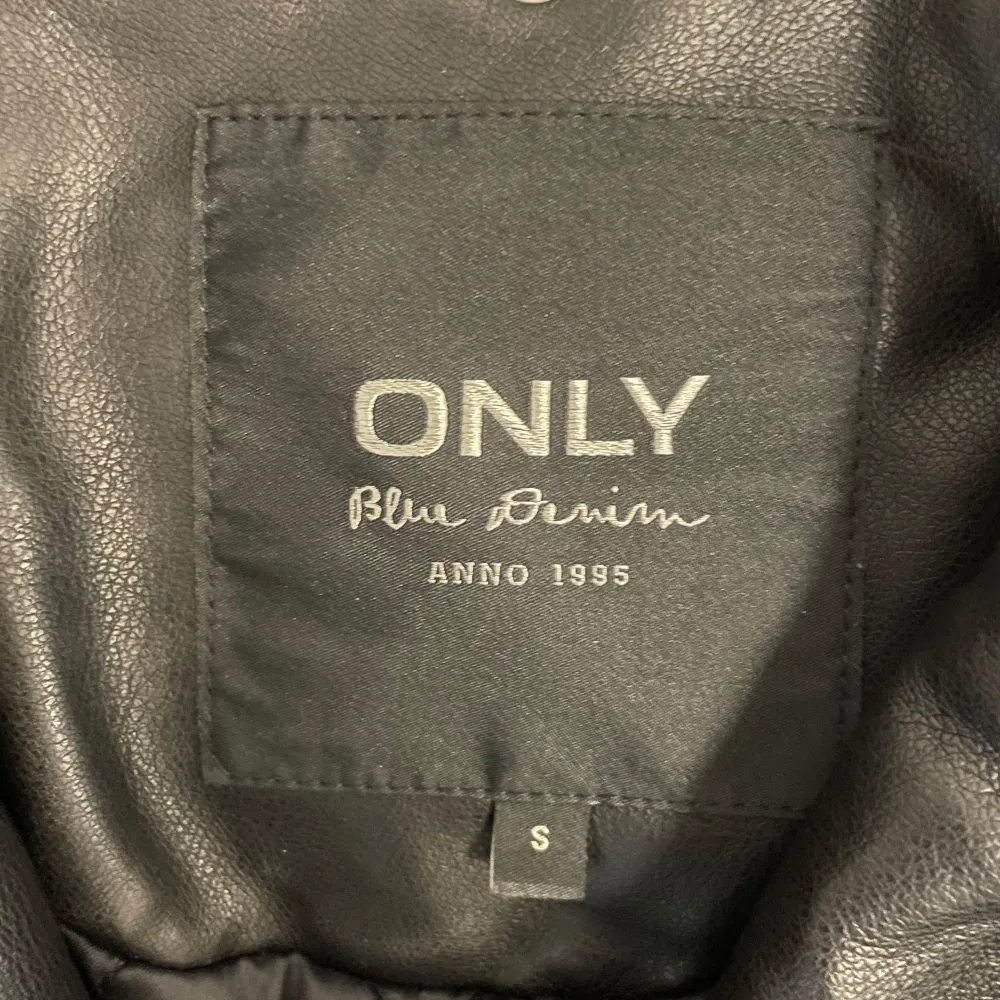 ONLY
Blue Denim
ANNO 1995
S